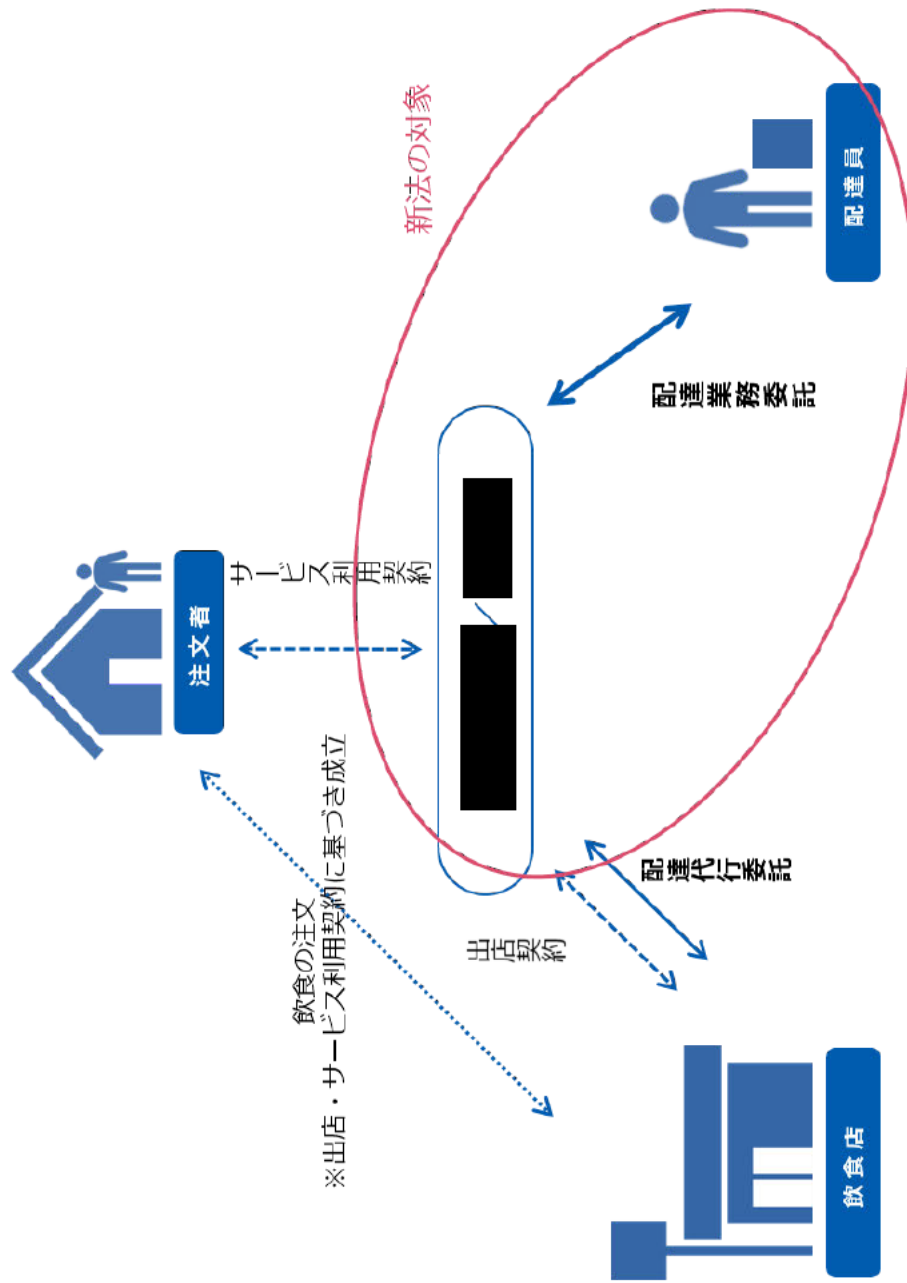 注文者
サービス利用契約
新法の対象
飲食の注文
※出店・サービス利用契約に基づき成立
/
出店契約
配達代行委託
配達業務委託
飲食店
配達員